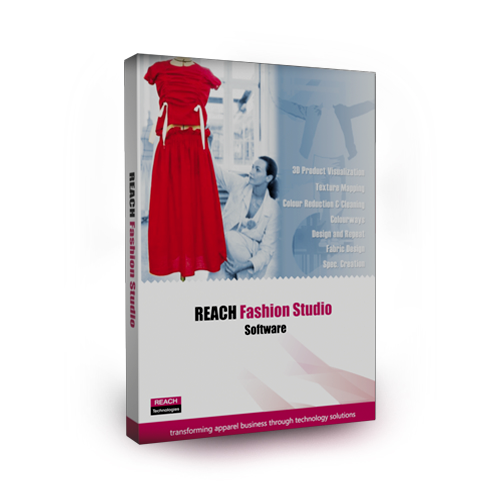 3D Product Visualization
Texture Mapping
Colour Reduction & Cleaning
Colourways
Design and Repeat
Fabric Design
Spec Creation
REACH Fashion Studio
REACH Fashion Studio
Software
REACH
Technologies
transforming apparel business through technology solutions